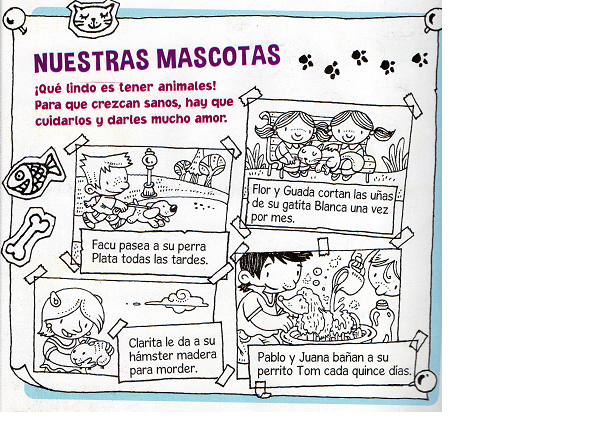 NUESTRAS MASCOTAS
¡Qué lindo es tener animales!
Para que crezcan sanos, hay que
cuidarlos y darles mucho amor.
Flor y Guada cortan las uñas
de su gatita Blanca una vez
por mes.
Facu pasea a su perra
Plata todas las tardes.
Clarita le da a su
hámster madera
para morder.
Pablo y Juana bañan a su
perrito Tom cada quince días.